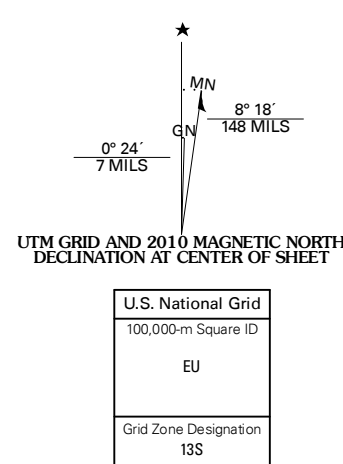 ★
MN
GN
8° 18´
148 MILS
0° 24´
7 MILS
UTM GRID AND 2010 MAGNETIC NORTH
DECLINATION AT CENTER OF SHEET
U.S. National Grid
100,000-m Square ID
EU
Grid Zone Designation
13S